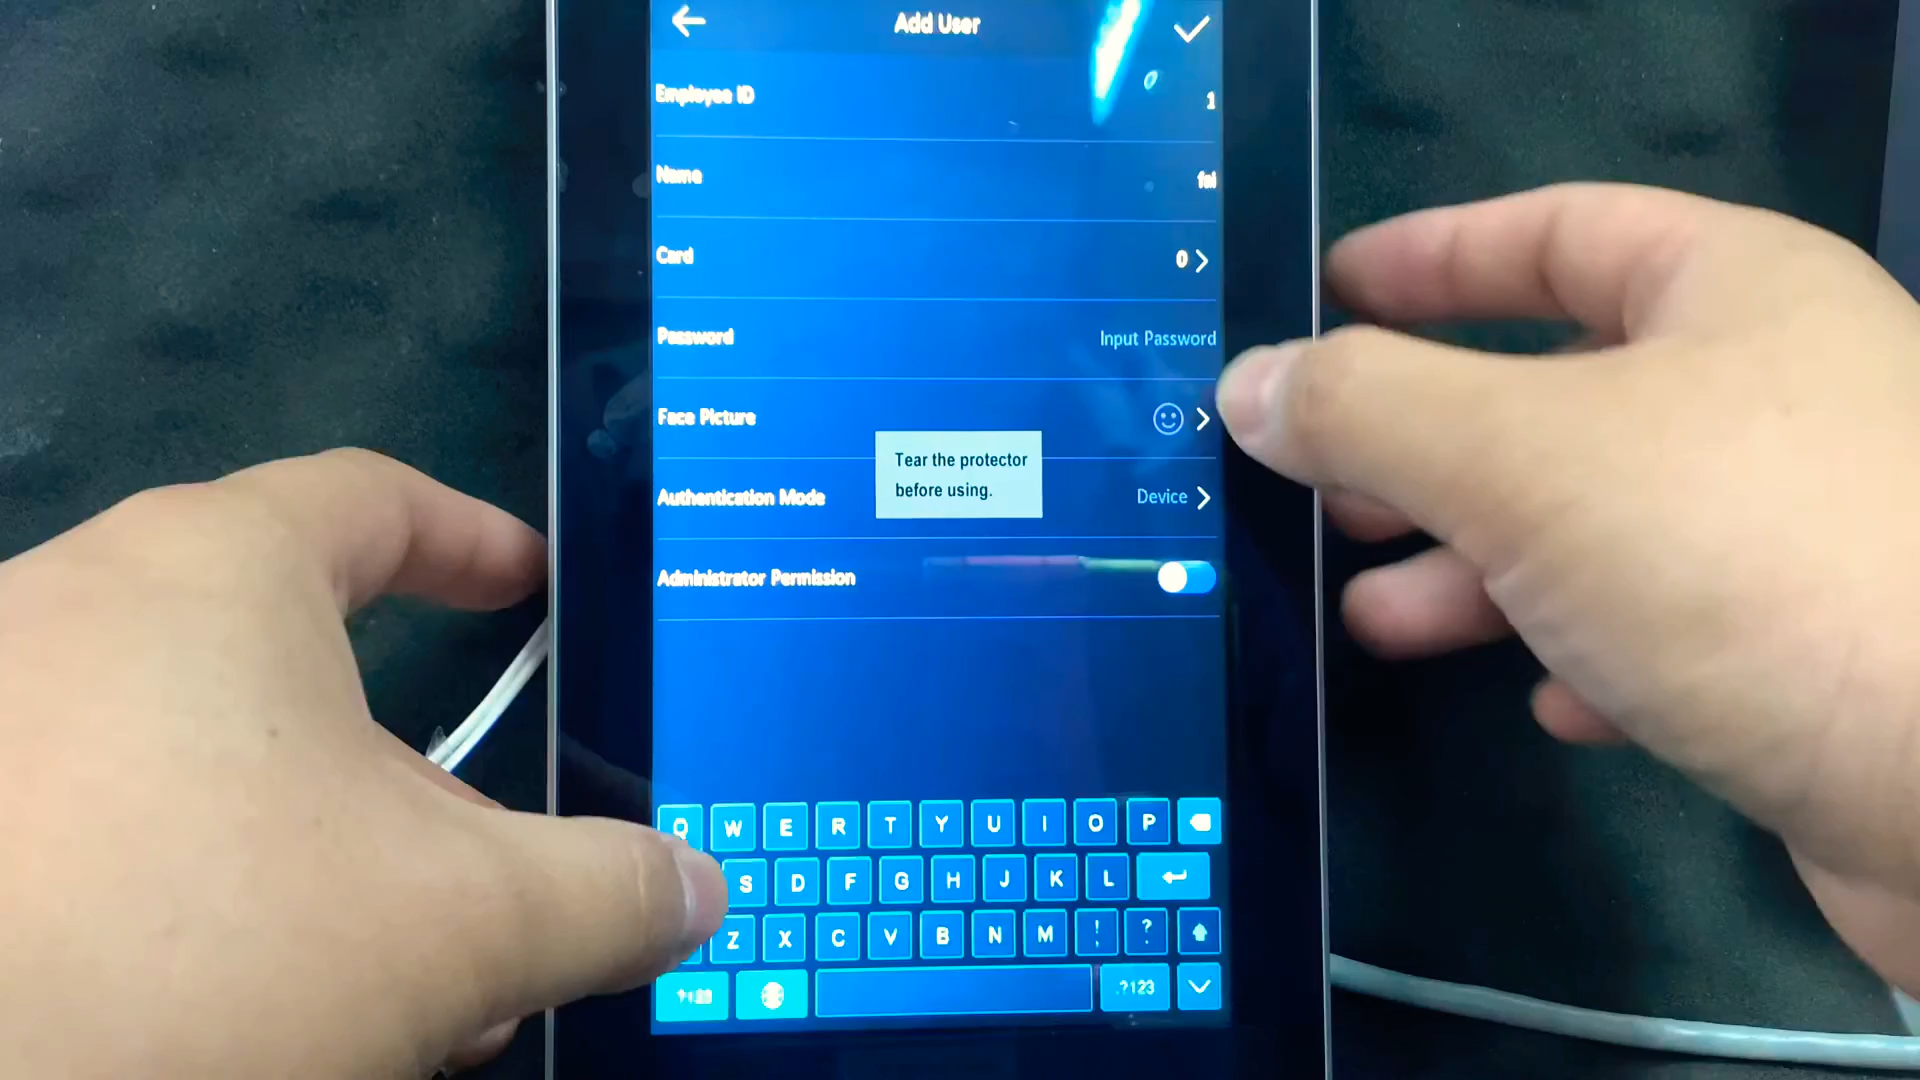 Add User
Employee ID 1
Name fai
Card 0
Password Input Password
Face Picture
Tear the protector
before using.
Authentication Mode Device
Administrator Permission
Q W E R T Y U I O P
S D F G H J K L
Z X C V B N M ! , ?
.?123